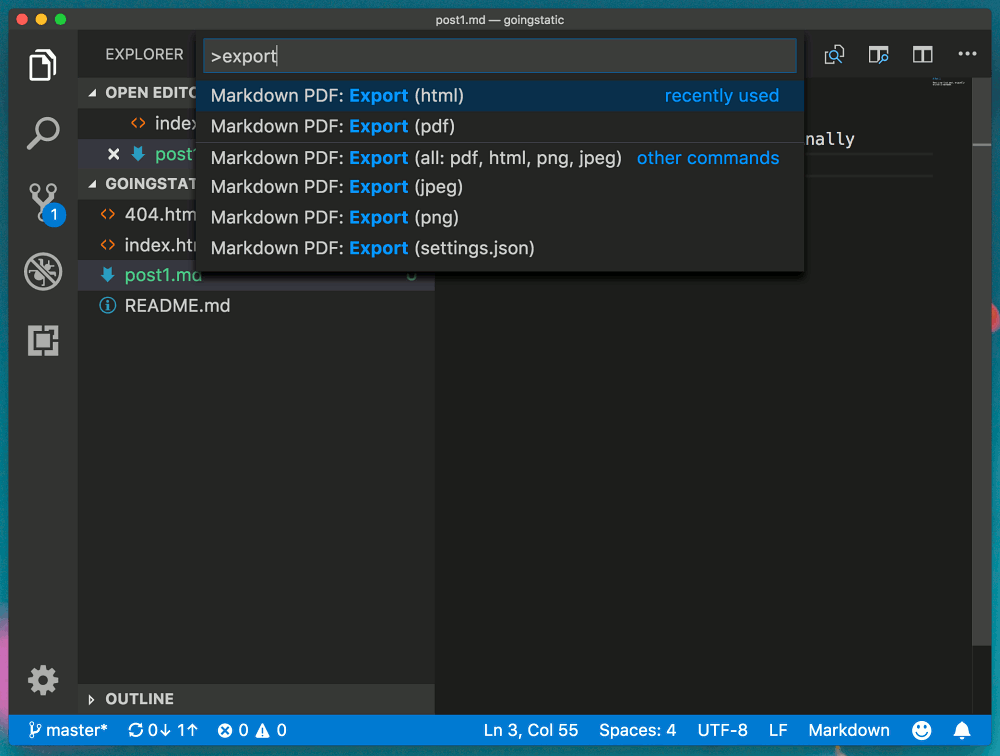 post1.md — goingstatic
EXPLORER
>export
OPEN EDITO
Markdown PDF: Export (html) recently used
index
Markdown PDF: Export (pdf)
post
nally
Markdown PDF: Export (all: pdf, html, png, jpeg) other commands
GOINGSTAT
Markdown PDF: Export (jpeg)
1
404.htm
Markdown PDF: Export (png)
index.ht
Markdown PDF: Export (settings.json)
post1.md
README.md
OUTLINE
master* 0↓ 1↑ 0 0 Ln 3, Col 55 Spaces: 4 UTF-8 LF Markdown